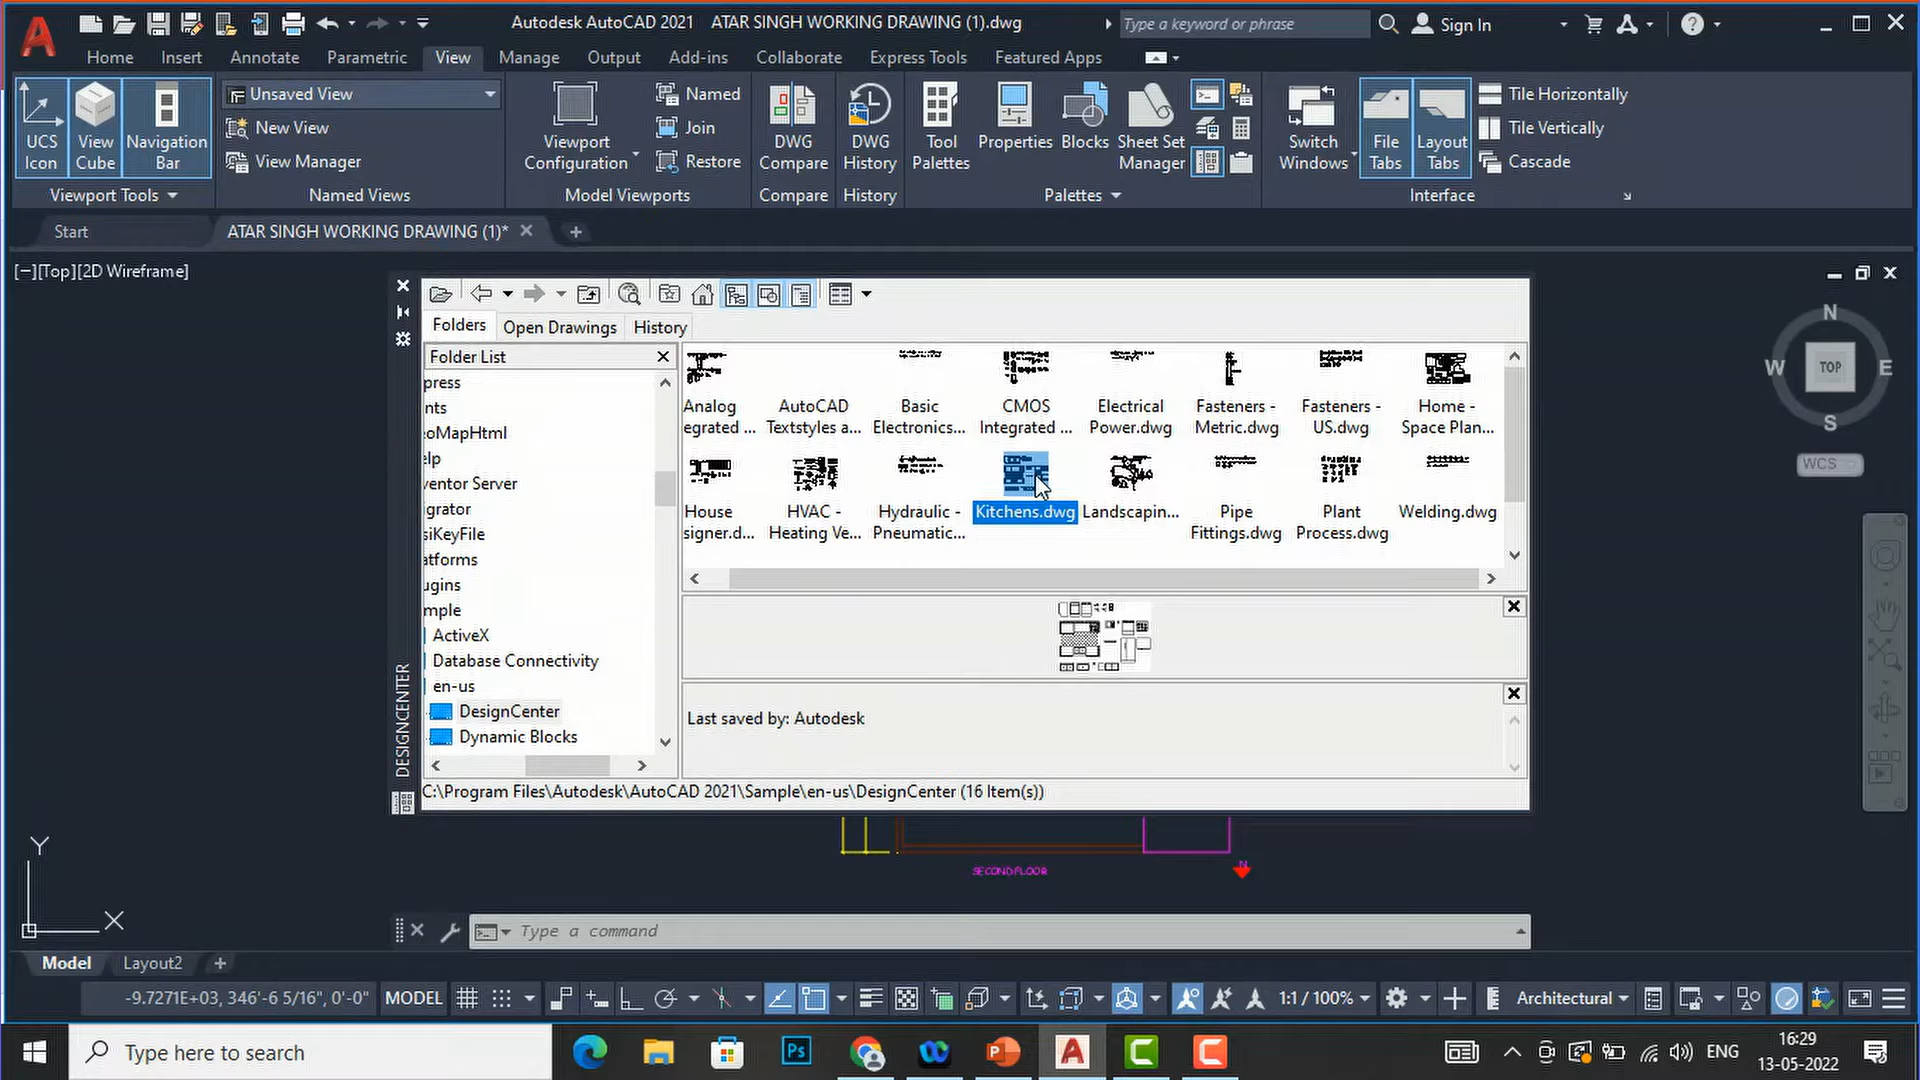 Autodesk AutoCAD 2021 ATAR SINGH WORKING DRAWING (1).dwg
Type a keyword or phrase
Sign In
Home Insert Annotate Parametric View Manage Output Add-ins Collaborate Express Tools Featured Apps
UCS Icon
View Cube
Navigation Bar
Viewport Tools
Unsaved View
New View
View Manager
Named Views
Viewport Configuration
Named
Join
Restore
Model Viewports
DWG Compare
Compare
DWG History
History
Tool Palettes
Properties
Blocks
Sheet Set Manager
Palettes
Switch Windows
File Tabs
Layout Tabs
Tile Horizontally
Tile Vertically
Cascade
Interface
Start
ATAR SINGH WORKING DRAWING (1)*
[−][Top][2D Wireframe]
Folders Open Drawings History
Folder List
press
nts
oMapHtml
elp
ventor Server
igrator
siKeyFile
atforms
ugins
mple
ActiveX
Database Connectivity
en-us
DesignCenter
Dynamic Blocks
DESIGNCENTER
Analog
egrated ...
AutoCAD
Textstyles a...
Basic
Electronics...
CMOS
Integrated ...
Electrical
Power.dwg
Fasteners -
Metric.dwg
Fasteners -
US.dwg
Home -
Space Plan...
House
signer.d...
HVAC -
Heating Ve...
Hydraulic -
Pneumatic...
Kitchens.dwg
Landscapin...
Pipe
Fittings.dwg
Plant
Process.dwg
Welding.dwg
Last saved by: Autodesk
C:\Program Files\Autodesk\AutoCAD 2021\Sample\en-us\DesignCenter (16 Item(s))
N
W TOP E
S
WCS
SECOND FLOOR
N
Y
X
Type a command
Model Layout2
-9.7271E+03, 346'-6 5/16", 0'-0" MODEL 1:1 / 100% Architectural
Type here to search
Ps
ENG
16:29
13-05-2022